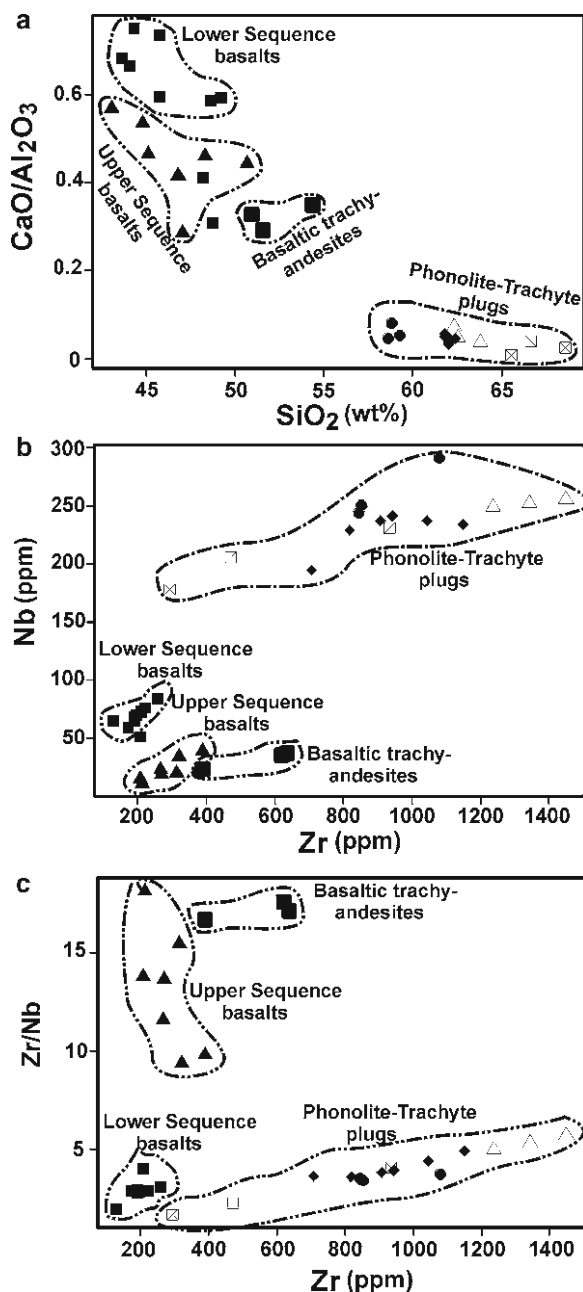 a
Lower Sequence
basalts
0.6
CaO/Al₂O₃
0.4
Upper Sequence
basalts
Basaltic trachy-
andesites
0.2
Phonolite-Trachyte
plugs
0
45 50 55 60 65
SiO₂ (wt%)
b
300
250
200
Phonolite-Trachyte
plugs
Nb (ppm)
150
Lower Sequence
basalts
100
Upper Sequence
basalts
50
Basaltic trachy-
andesites
200 400 600 800 1000 1200 1400
Zr (ppm)
c
Basaltic trachy-
andesites
15
Upper Sequence
basalts
Zr/Nb
10
Lower Sequence
basalts
Phonolite-Trachyte
plugs
5
200 400 600 800 1000 1200 1400
Zr (ppm)